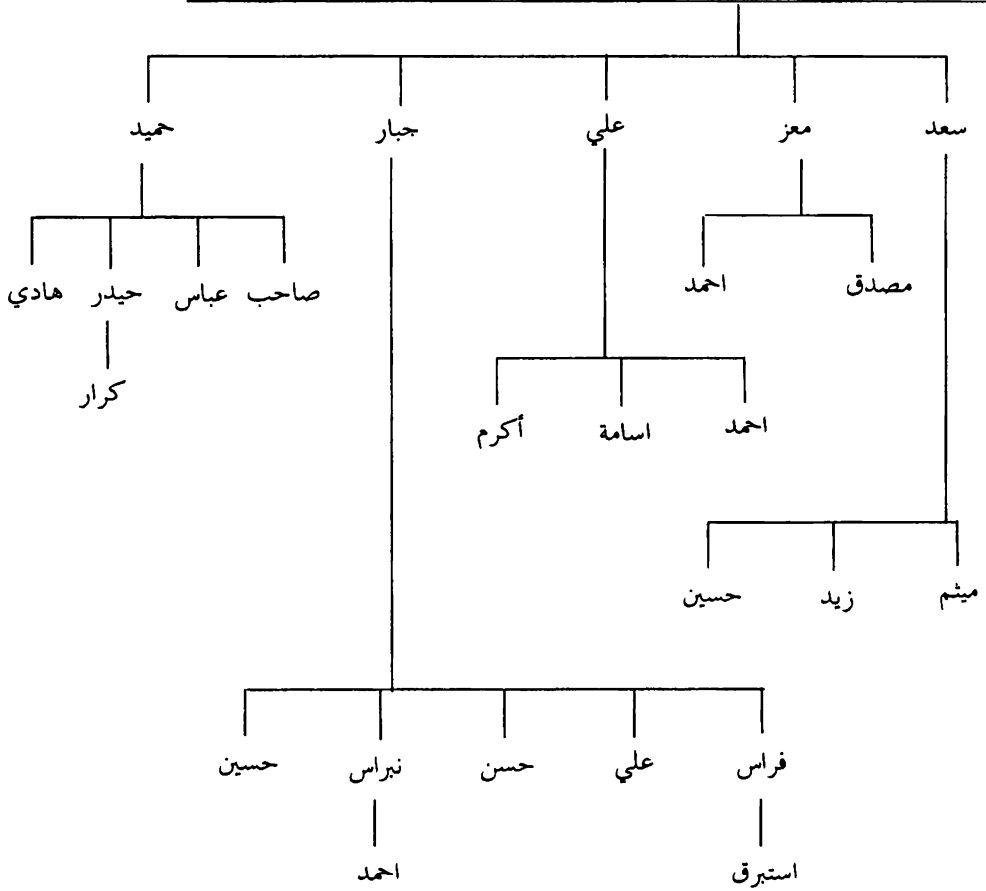 سعد معز علي جبار حميد
مصدق احمد صاحب عباس حيدر هادي
كرار
احمد اسامة أكرم
ميثم زيد حسين
فراس علي حسن نبراس حسين
استبرق احمد